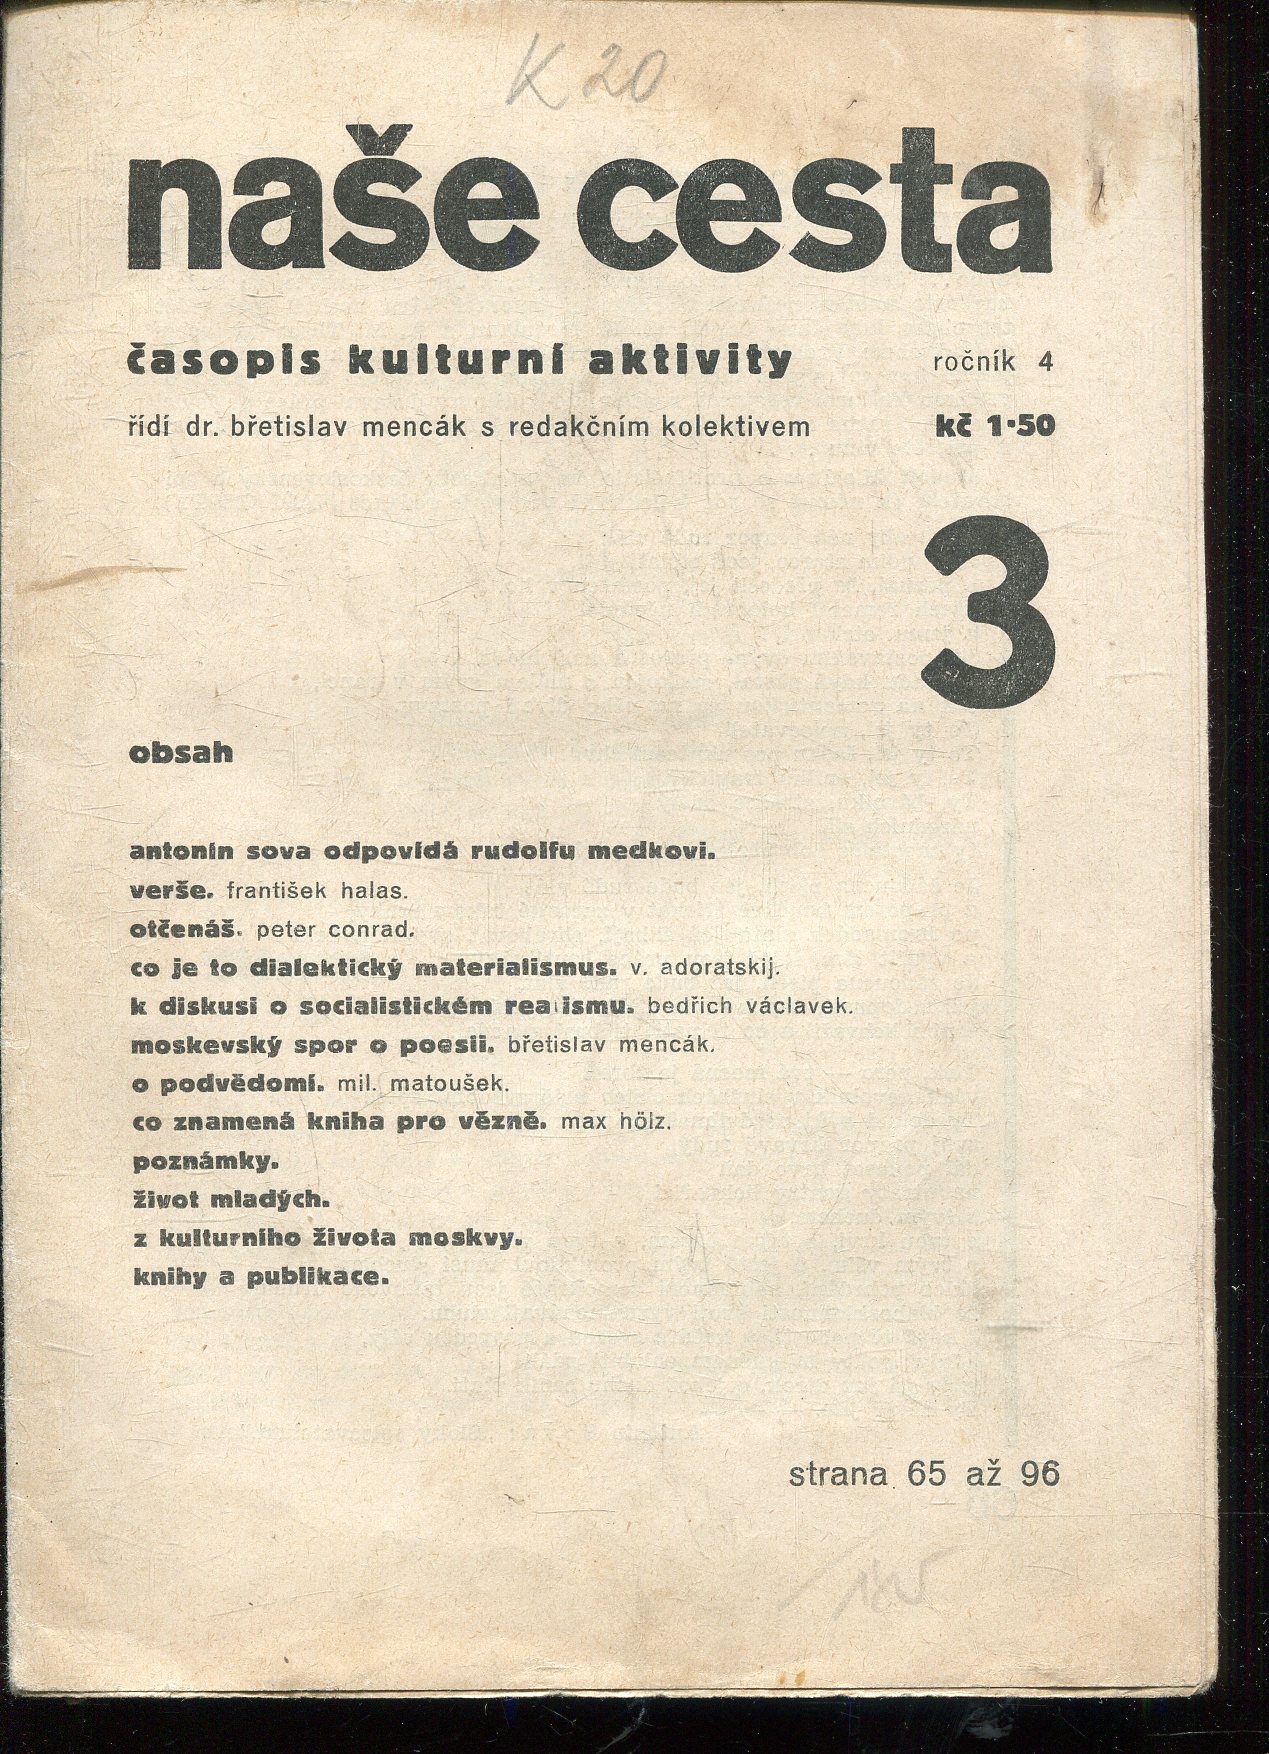 K 20
naše cesta
časopis kulturní aktivity ročník 4
řídí dr. břetislav mencák s redakčním kolektivem kč 1·50
3
obsah
antonín sova odpovídá rudolfu medkovi.
verše. františek halas.
otčenáš. peter conrad.
co je to dialektický materialismus. v. adoratskij.
k diskusi o socialistickém realismu. bedřich václavek.
moskevský spor o poesii. břetislav mencák.
o podvědomí. mil. matoušek.
co znamená kniha pro vězně. max hölz.
poznámky.
život mladých.
z kulturního života moskvy.
knihy a publikace.
strana 65 až 96